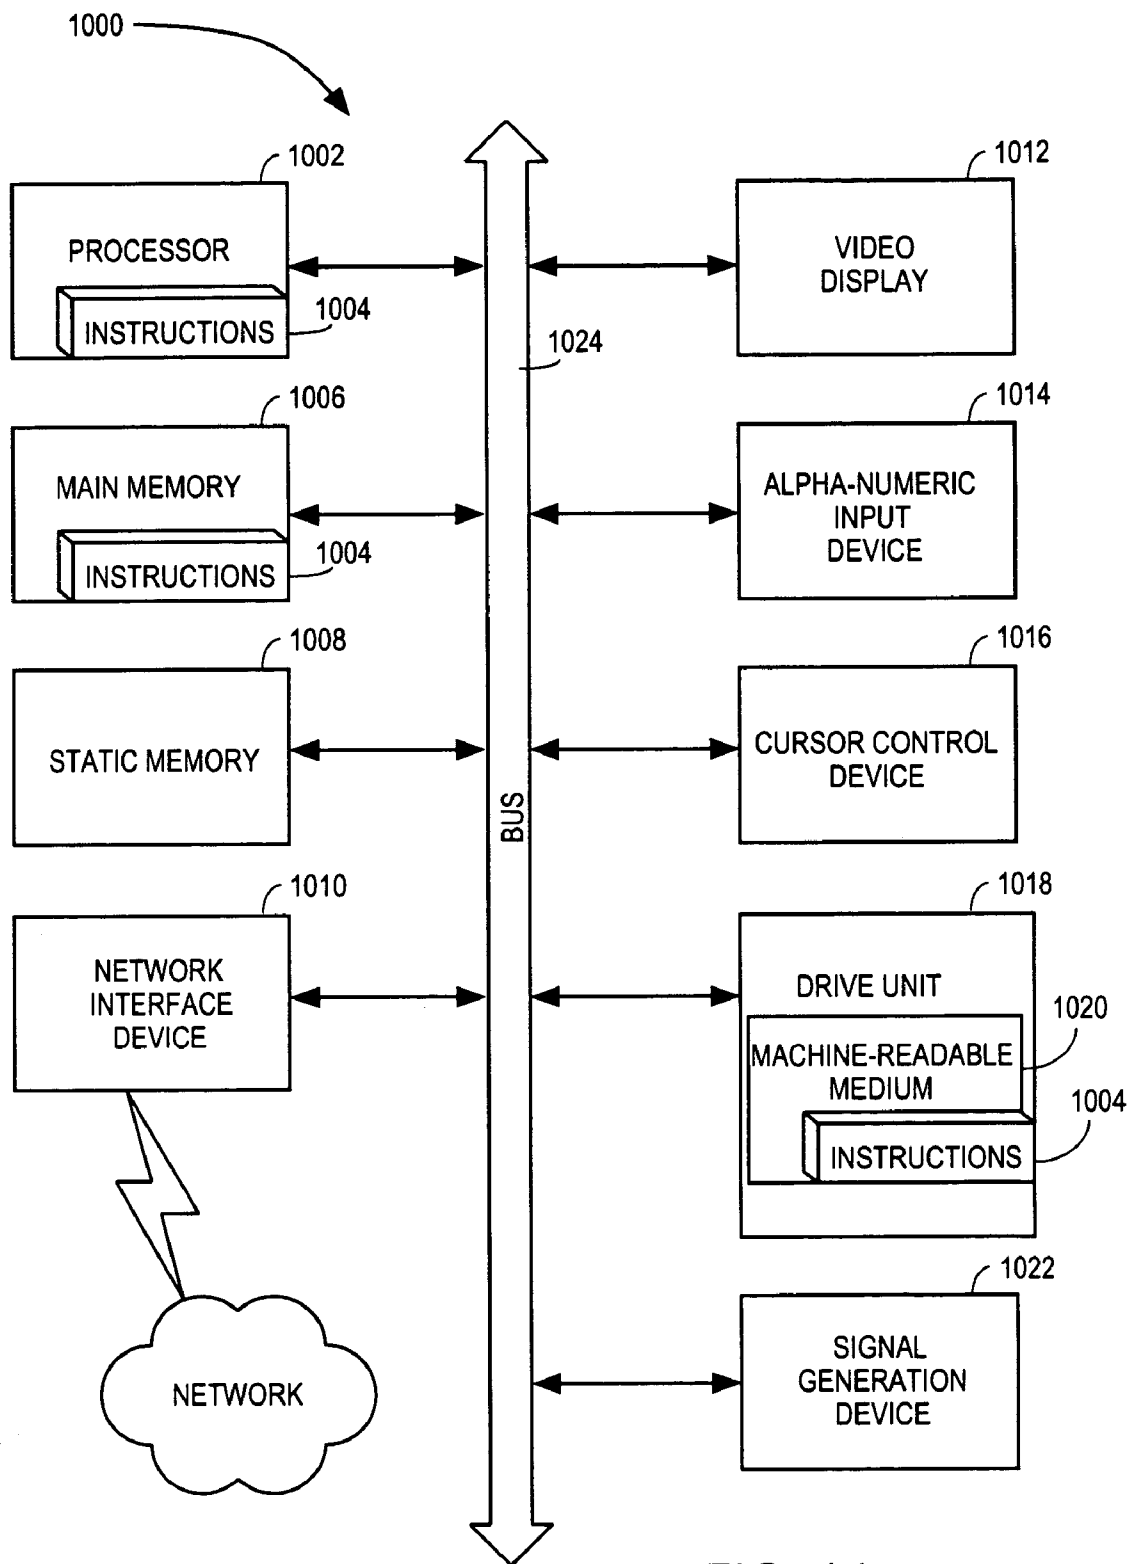 1000
1002
PROCESSOR
INSTRUCTIONS
1004
1006
MAIN MEMORY
INSTRUCTIONS
1004
1008
STATIC MEMORY
1010
NETWORK
INTERFACE
DEVICE
NETWORK
BUS
1024
1012
VIDEO
DISPLAY
1014
ALPHA-NUMERIC
INPUT
DEVICE
1016
CURSOR CONTROL
DEVICE
1018
DRIVE UNIT
1020
MACHINE-READABLE
MEDIUM
1004
INSTRUCTIONS
1022
SIGNAL
GENERATION
DEVICE